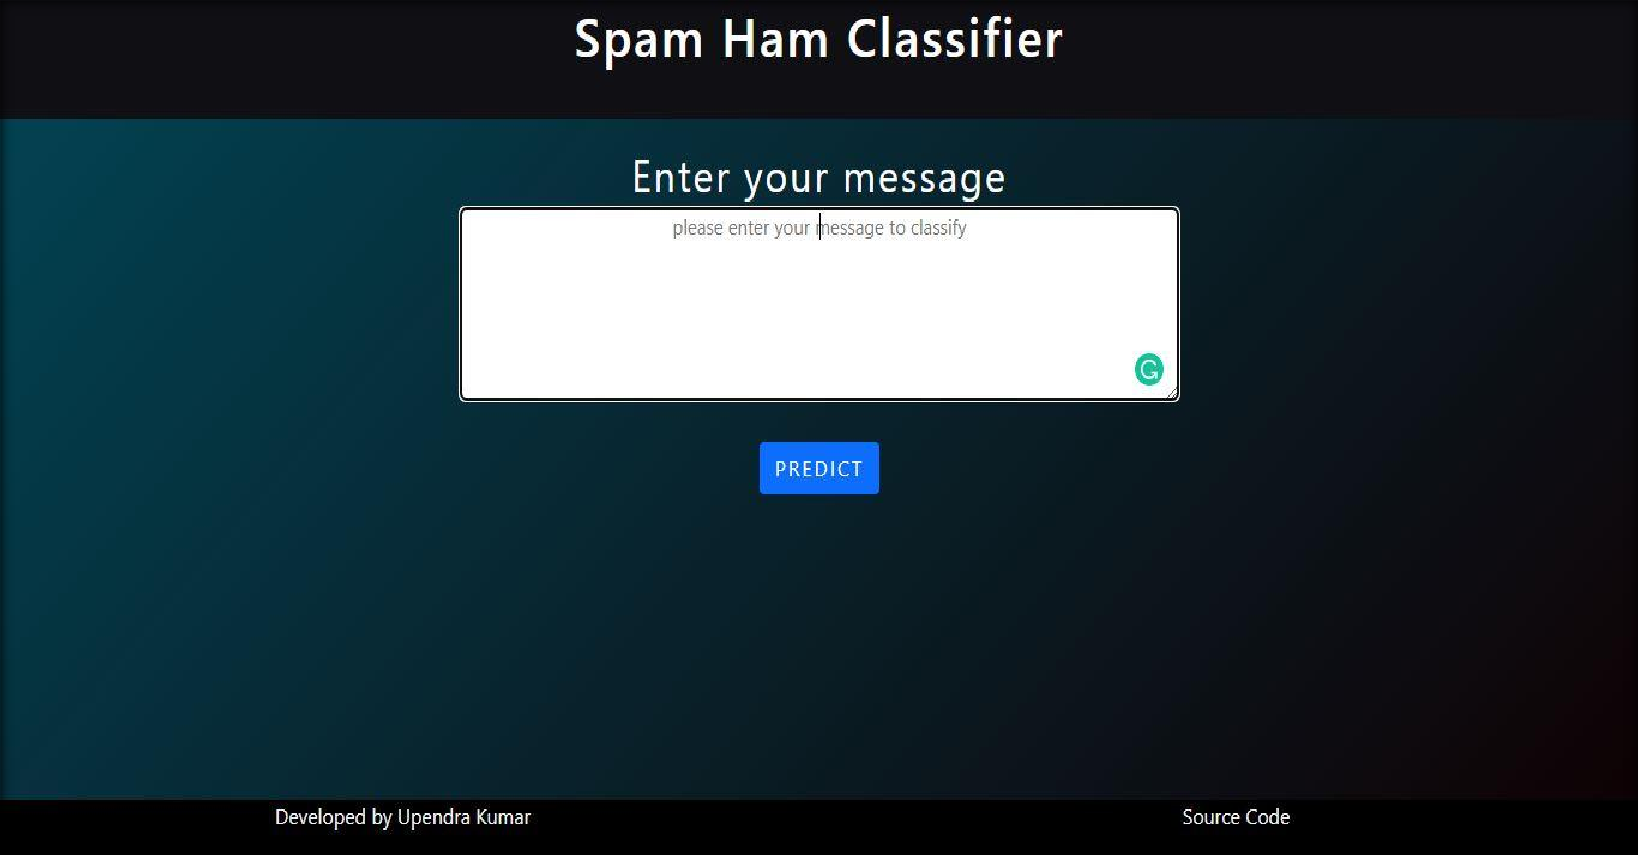 Spam Ham Classifier
Enter your message
please enter your message to classify
G
PREDICT
Developed by Upendra Kumar
Source Code